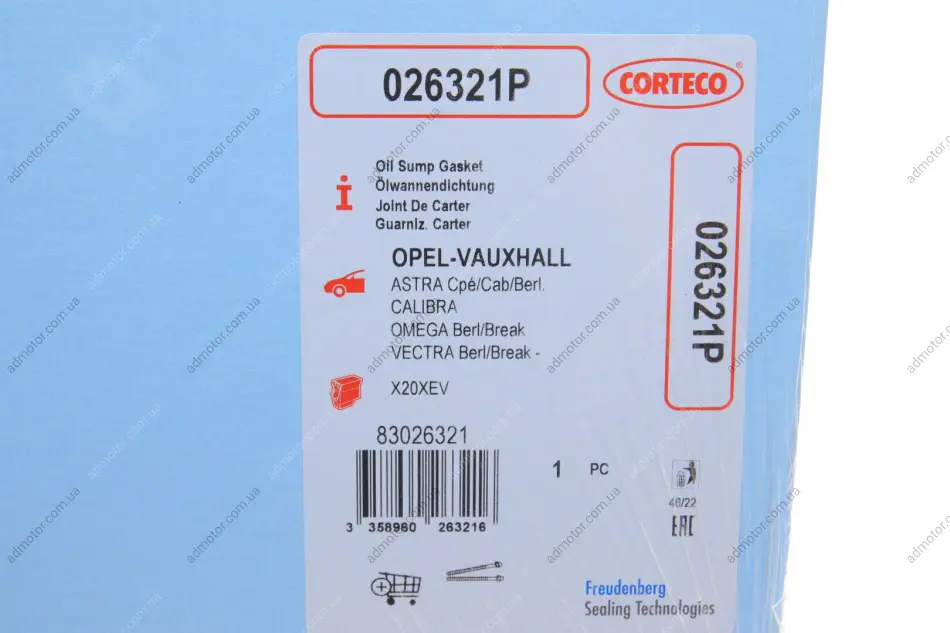 026321P
CORTECO®
Oil Sump Gasket
Ölwannendichtung
Joint De Carter
Guarniz. Carter
OPEL-VAUXHALL
ASTRA Cpé/Cab/Berl.
CALIBRA
OMEGA Berl/Break
VECTRA Berl/Break -
X20XEV
026321P
83026321
3 358960 263216
1 PC
46/22
EAC
Freudenberg
Sealing Technologies
admotor.com.ua